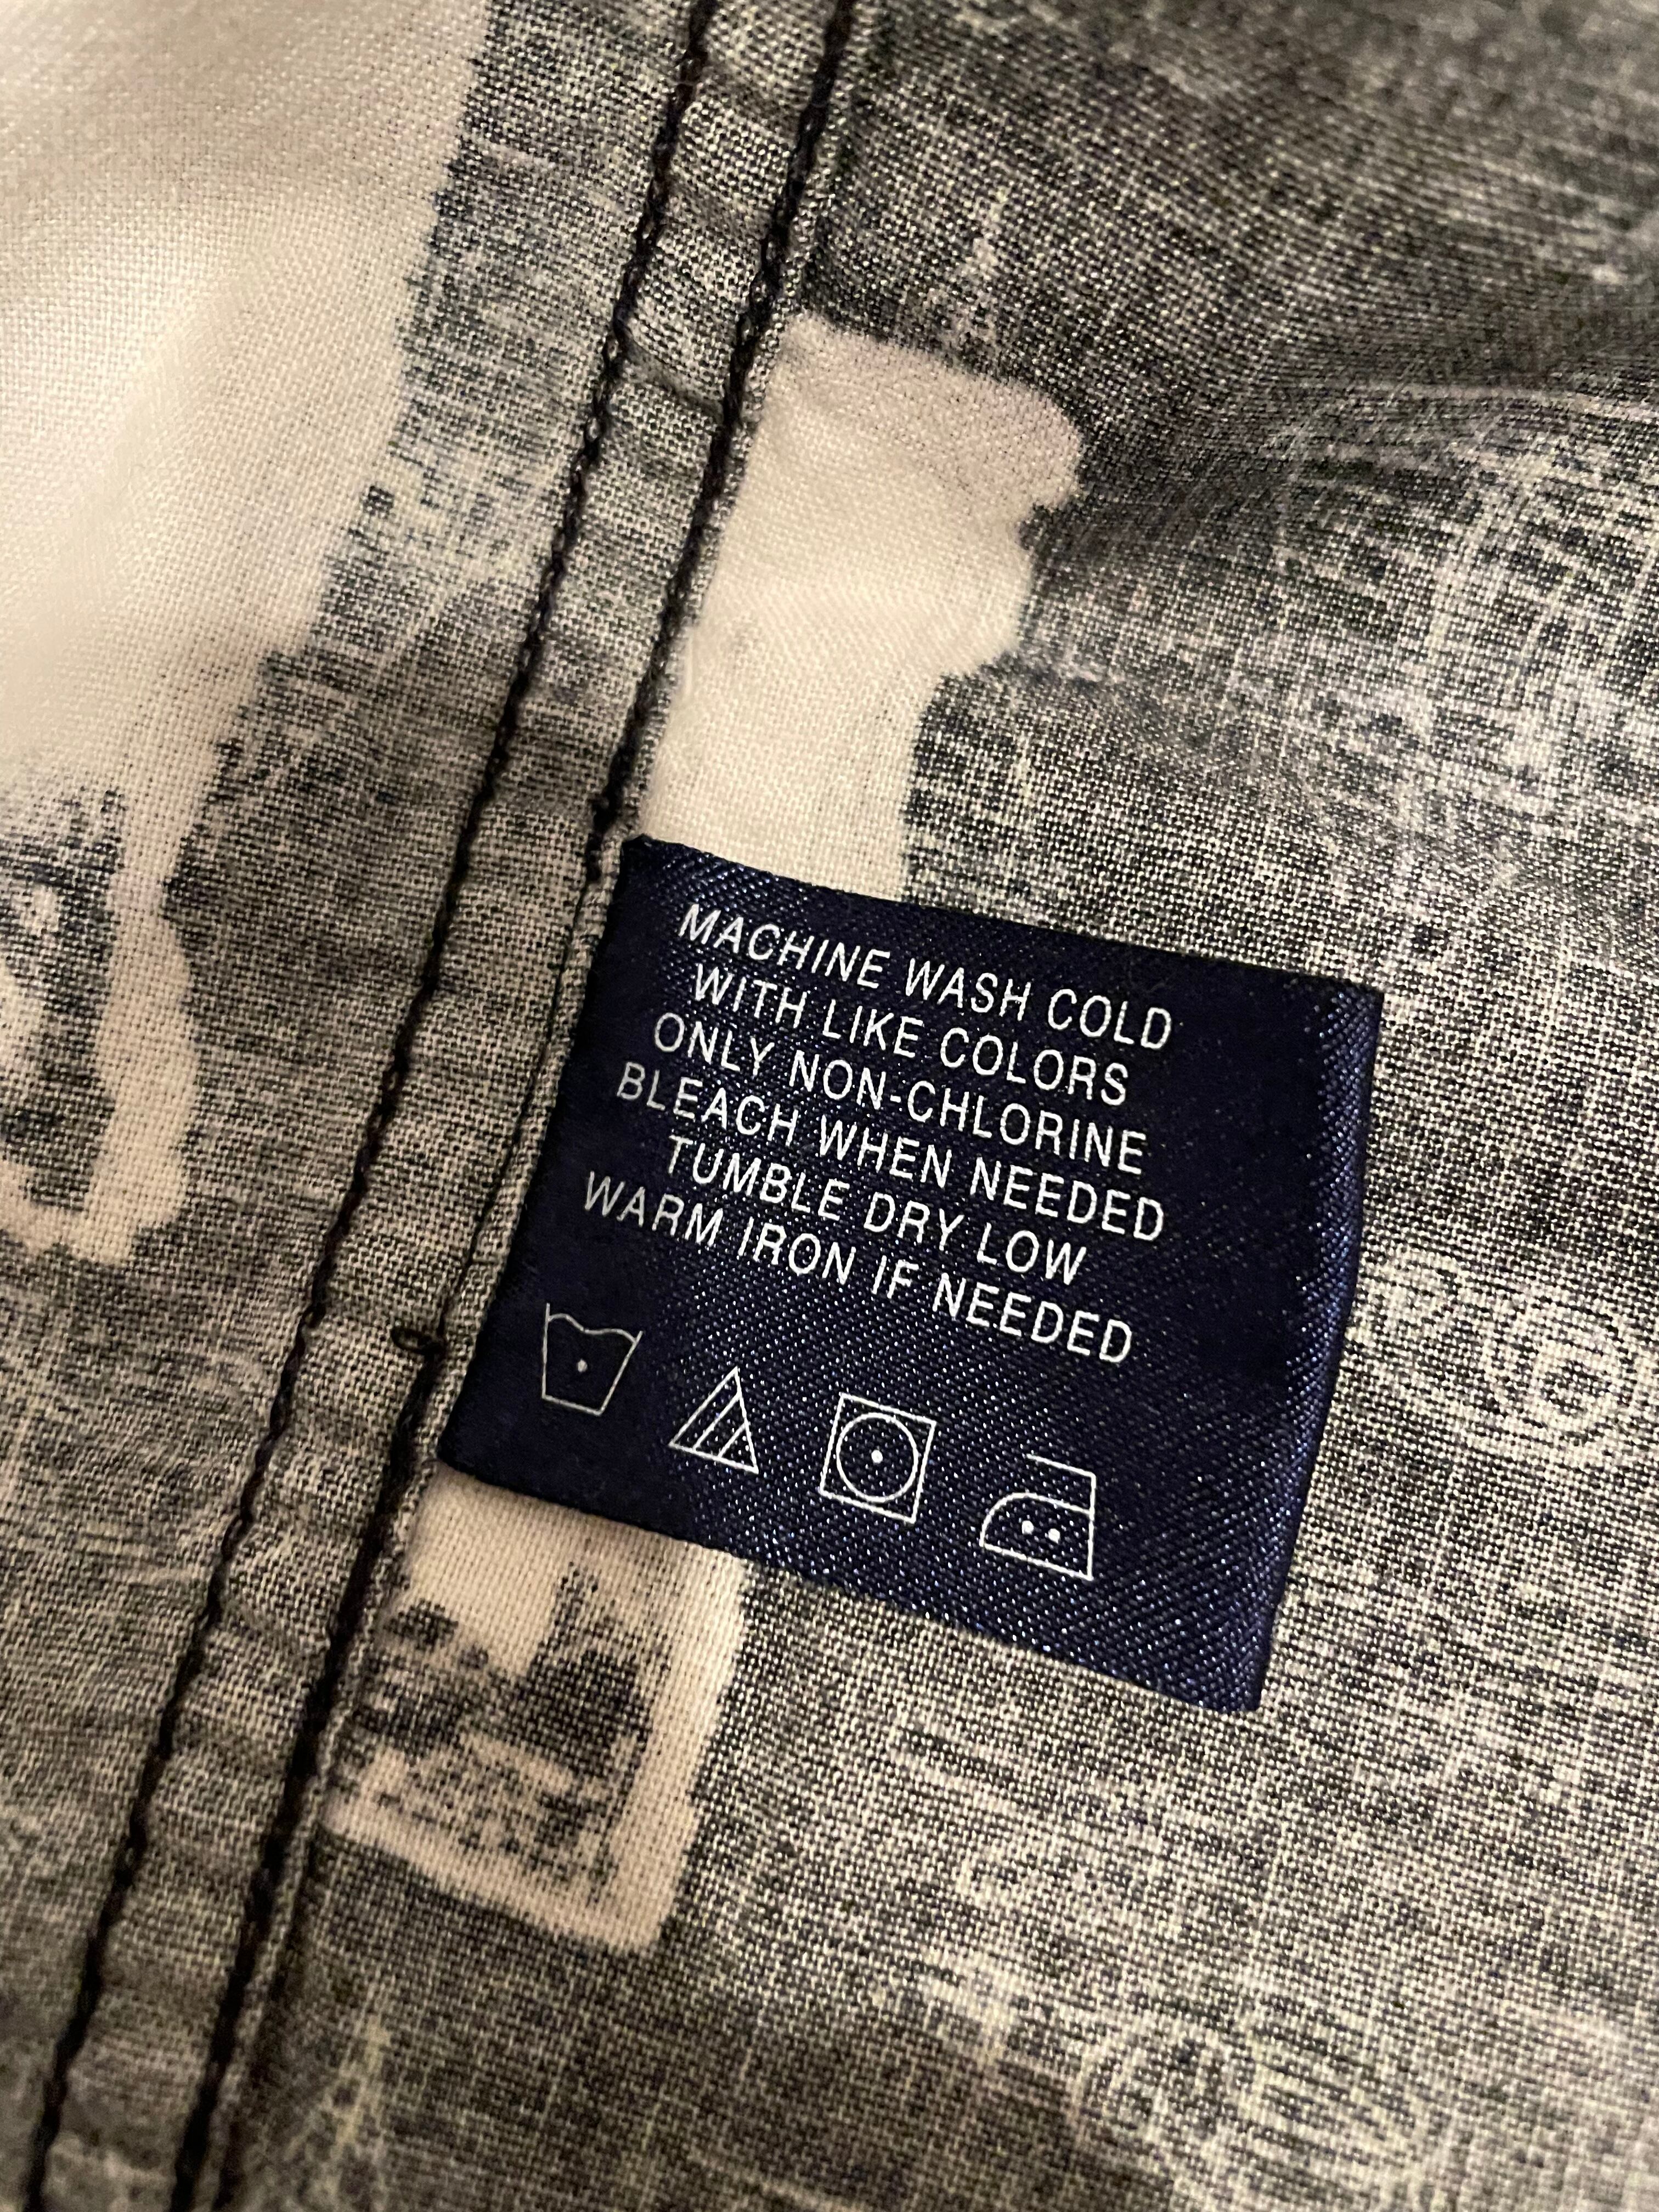 MACHINE WASH COLD
WITH LIKE COLORS
ONLY NON-CHLORINE
BLEACH WHEN NEEDED
TUMBLE DRY LOW
WARM IRON IF NEEDED